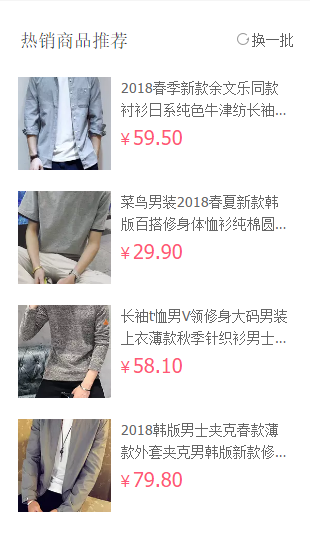 热销商品推荐
换一批
2018春季新款余文乐同款
衬衫日系纯色牛津纺长袖...
¥59.50
菜鸟男装2018春夏新款韩
版百搭修身体恤衫纯棉圆...
¥29.90
长袖t恤男V领修身大码男装
上衣薄款秋季针织衫男士...
¥58.10
2018韩版男士夹克春款薄
款外套夹克男韩版新款修...
¥79.80